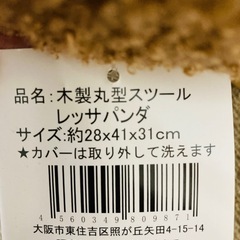 品名：木製丸型スツール
レッサパンダ
サイズ:約28x41x31cm
★カバーは取り外して洗えます
4 560349 809871
大阪市東住吉区照が丘矢田4-15-14